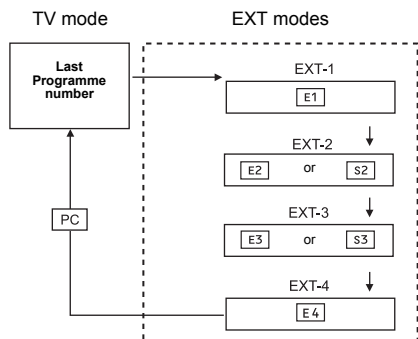 TV mode
EXT modes
Last
Programme
number
EXT-1
E1
EXT-2
E2 or S2
EXT-3
E3 or S3
PC
EXT-4
E4